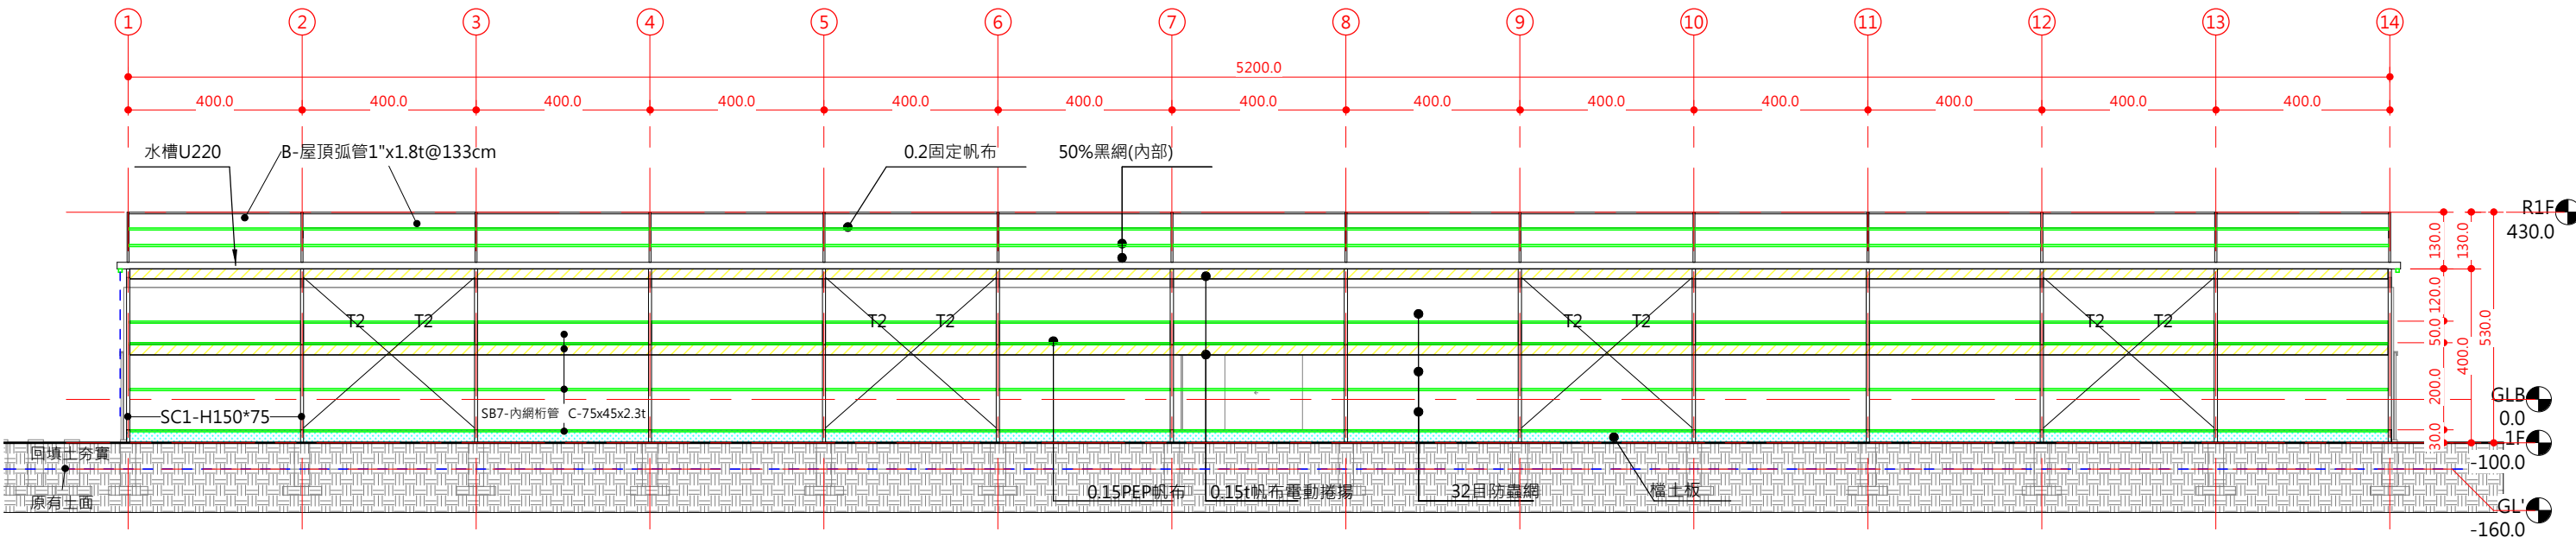 1 2 3 4 5 6 7 8 9 10 11 12 13 14
5200.0
400.0 400.0 400.0 400.0 400.0 400.0 400.0 400.0 400.0 400.0 400.0 400.0 400.0
水槽U220
B-屋頂弧管1"x1.8t@133cm
0.2固定帆布
50%黑網(內部)
R1F
430.0
130.0
130.0
120.0
50.0
530.0
400.0
200.0
30.0
T2 T2 T2 T2 T2 T2 T2 T2
GLB
0.0
SC1-H150*75
SB7-內網桁管 C-75x45x2.3t
1F
-100.0
回填土夯實
原有土面
0.15PEP帆布
0.15t帆布電動捲揚
32目防蟲網
檔土板
GL'
-160.0